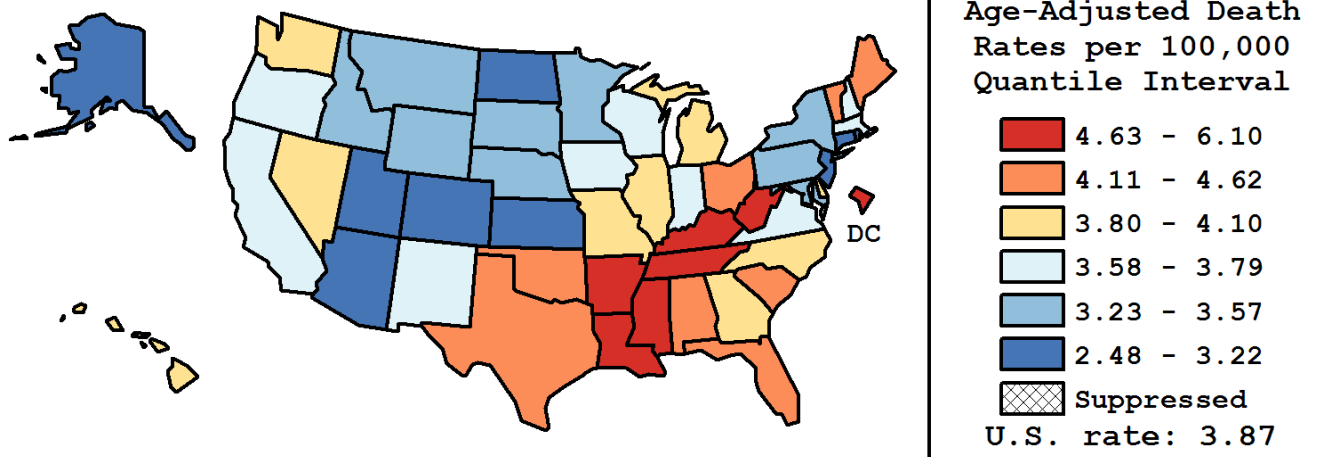 DC
Age-Adjusted Death
Rates per 100,000
Quantile Interval
4.63 - 6.10
4.11 - 4.62
3.80 - 4.10
3.58 - 3.79
3.23 - 3.57
2.48 - 3.22
Suppressed
U.S. rate: 3.87